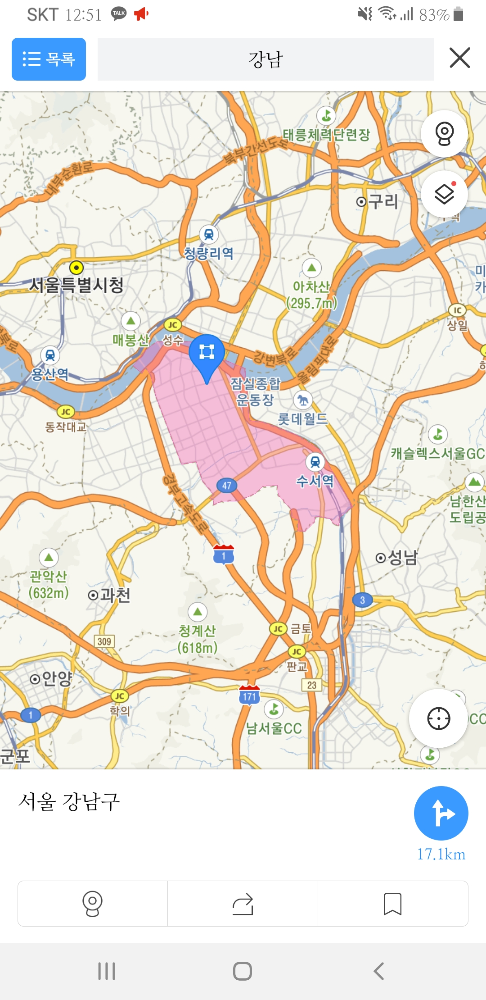 SKT 12:51 TALK 83%
목록
강남
태릉체력단련장
북부간선도로
내부순환로
구리
청량리역
서울특별시청
아차산
(295.7m)
IC
상일
매봉산
JC
성수
용산역
강변북로
올림픽대로
잠실종합
운동장
롯데월드
JC
동작대교
캐슬렉스서울GC
수서역
47
경부고속도로
남한산
도립공
1
성남
관악산
(632m)
과천
3
청계산
(618m)
JC
금토
309
JC
판교
안양
23
171
JC
학의
1
남서울CC
CC
군포
서울 강남구
17.1km